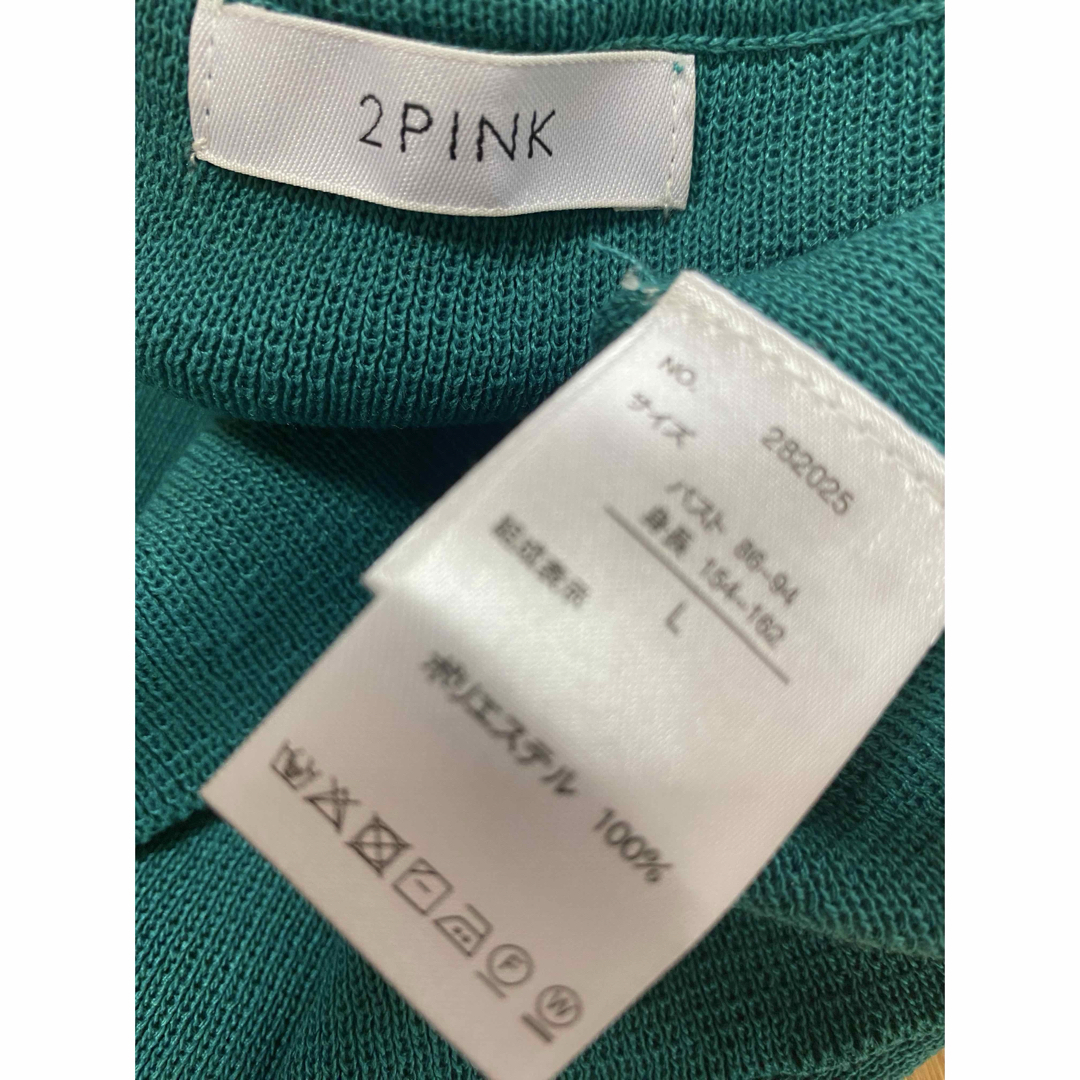 2PINK
NO. 282025
サイズ
バスト 86-94
身長 154-162
L
組成表示
ポリエステル 100%
F
W